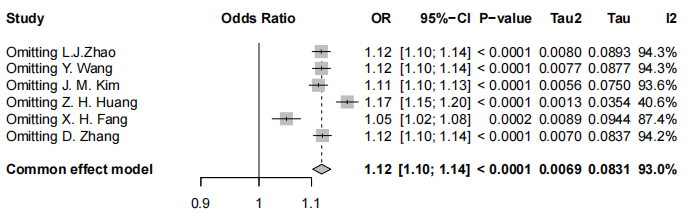 Study Odds Ratio OR 95%-CI P-value Tau2 Tau I2
Omitting L.J.Zhao 1.12 [1.10; 1.14] < 0.0001 0.0080 0.0893 94.3%
Omitting Y. Wang 1.12 [1.10; 1.14] < 0.0001 0.0077 0.0877 94.3%
Omitting J. M. Kim 1.11 [1.10; 1.13] < 0.0001 0.0056 0.0750 93.6%
Omitting Z. H. Huang 1.17 [1.15; 1.20] < 0.0001 0.0013 0.0354 40.6%
Omitting X. H. Fang 1.05 [1.02; 1.08] 0.0002 0.0089 0.0944 87.4%
Omitting D. Zhang 1.12 [1.10; 1.14] < 0.0001 0.0070 0.0837 94.2%
Common effect model 1.12 [1.10; 1.14] < 0.0001 0.0069 0.0831 93.0%
0.9 1 1.1